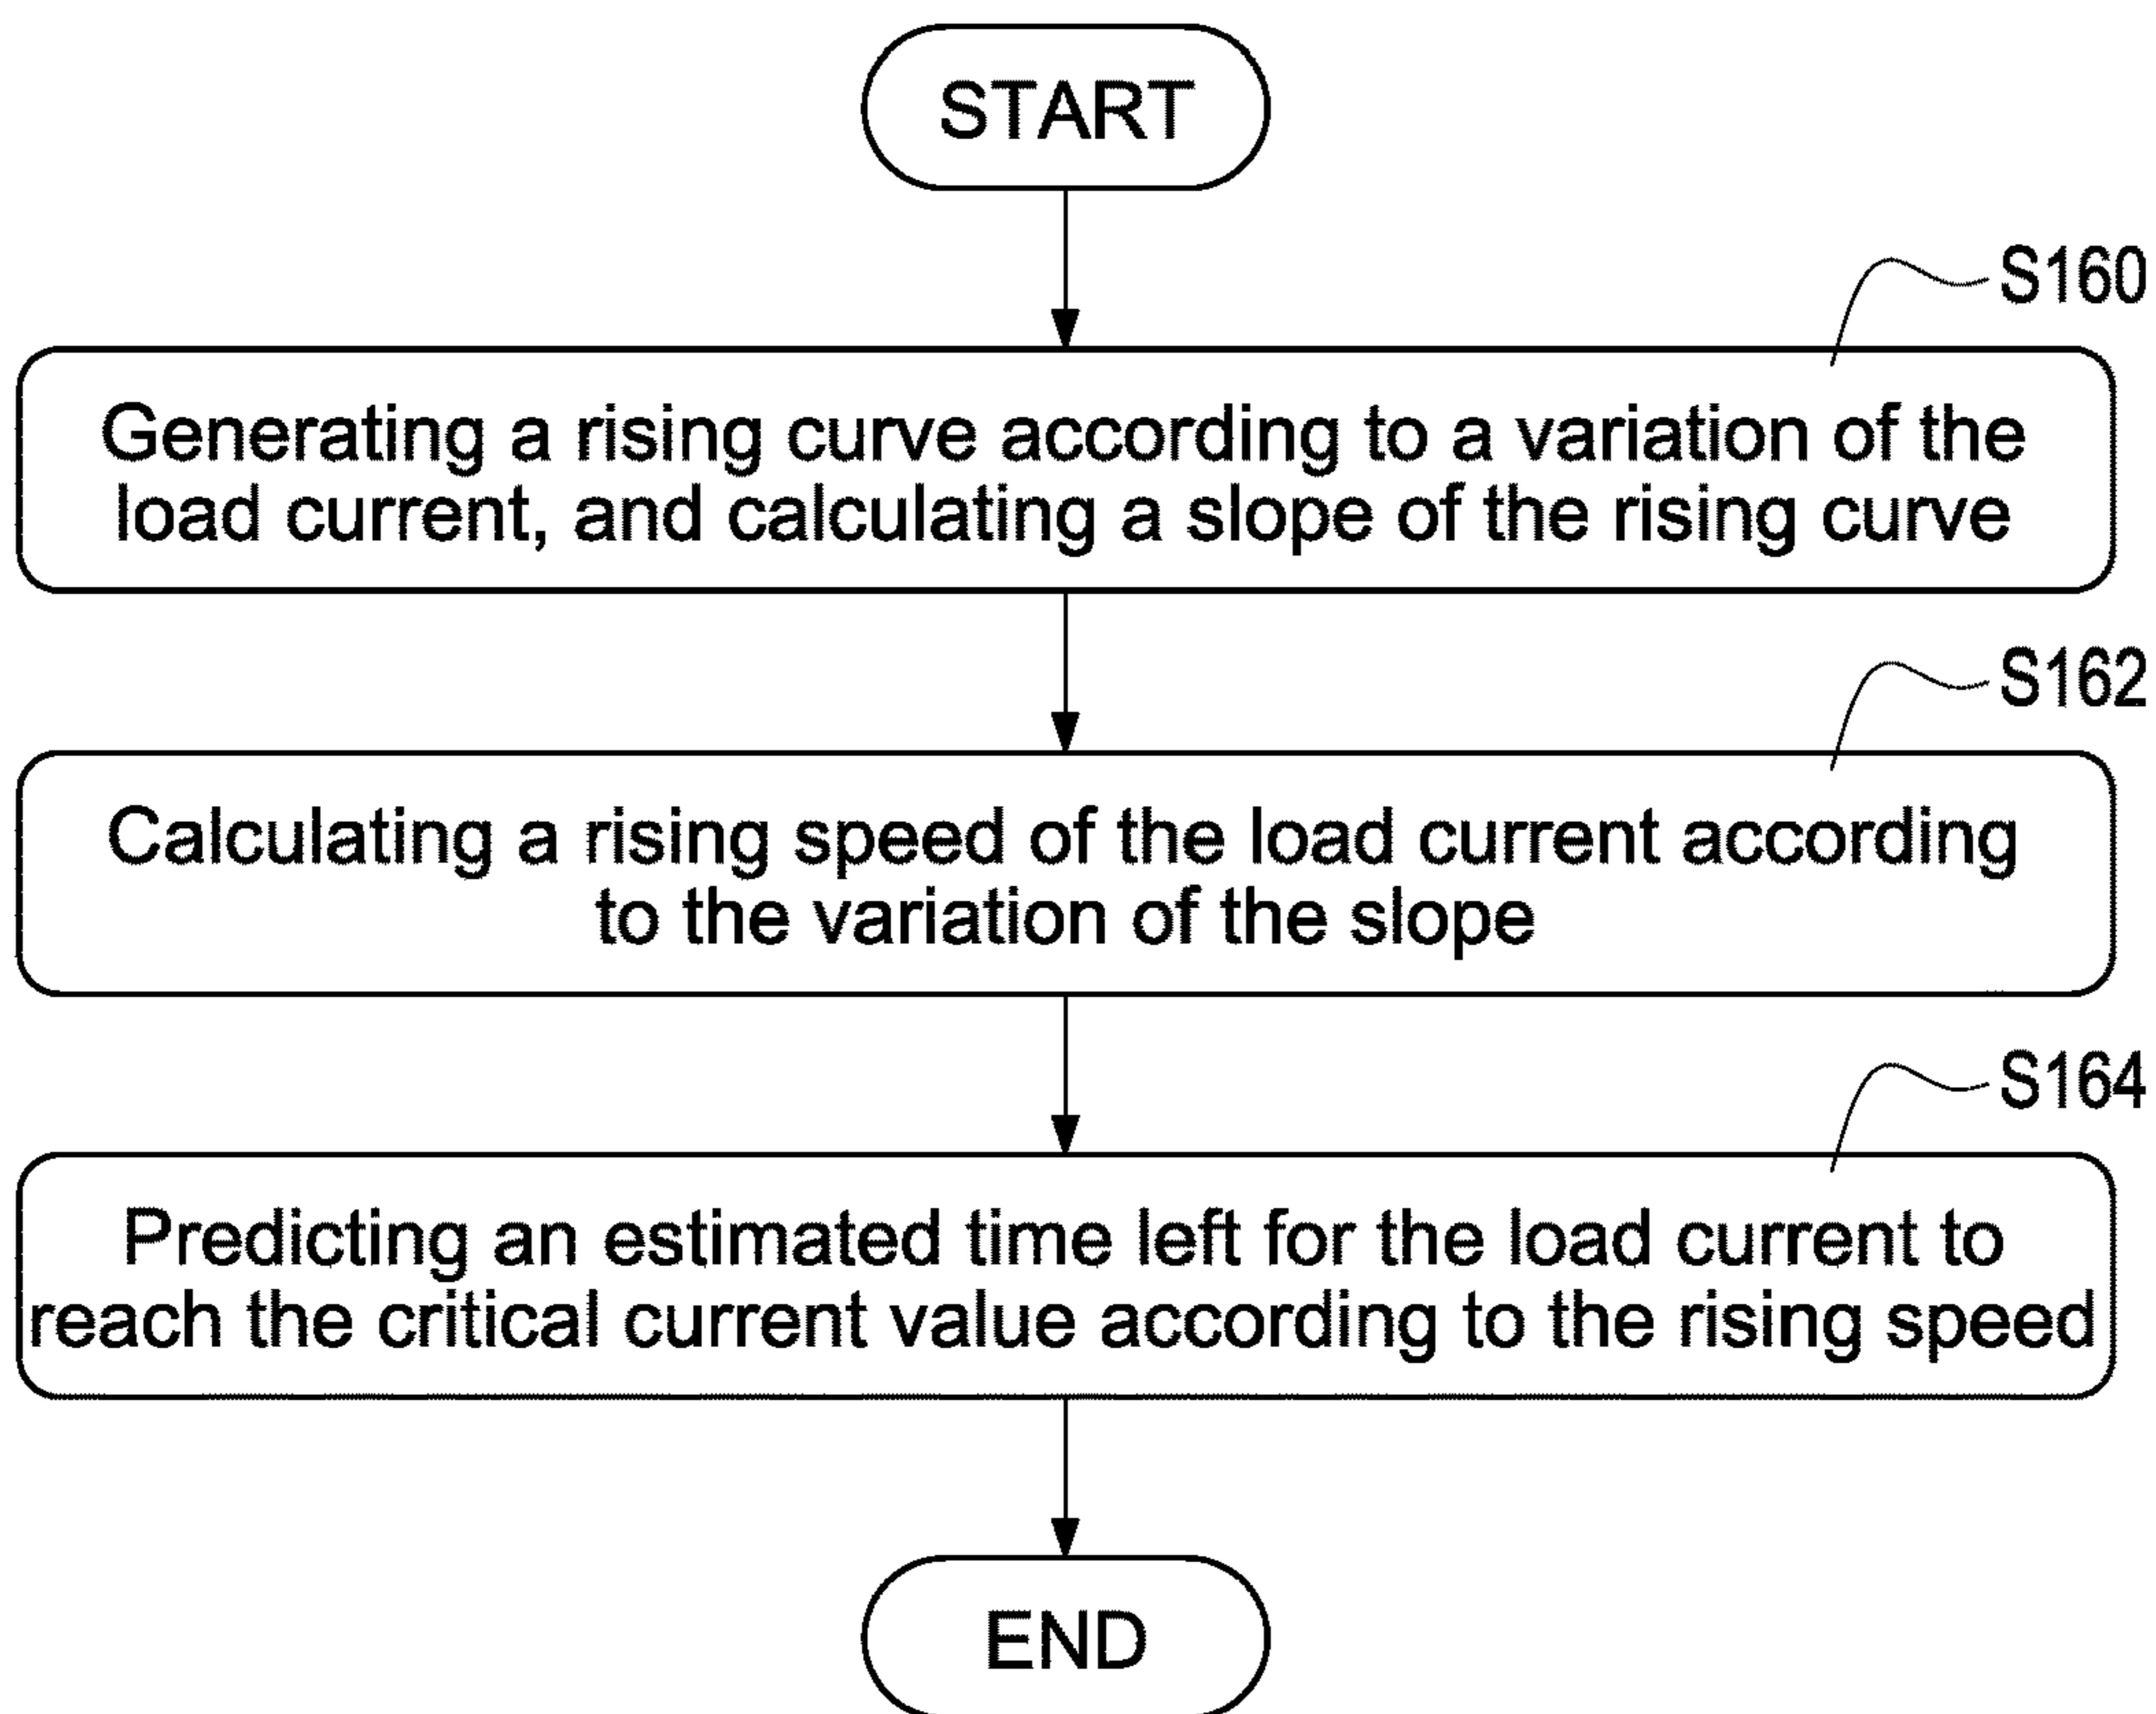 START
S160
Generating a rising curve according to a variation of the
load current, and calculating a slope of the rising curve
S162
Calculating a rising speed of the load current according
to the variation of the slope
S164
Predicting an estimated time left for the load current to
reach the critical current value according to the rising speed
END